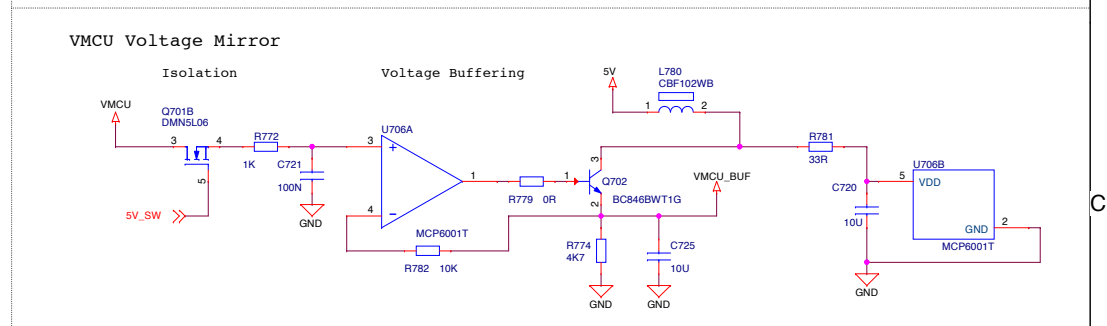 VMCU Voltage Mirror
Isolation
Voltage Buffering
VMCU
Q701B
DMN5L06
3
4
5
5V_SW
R772
1K
C721
100N
GND
U706A
3
+
4
-
1
MCP6001T
R782 10K
R779 0R
1
3
2
Q702
BC846BWT1G
VMCU_BUF
R774
4K7
GND
C725
10U
GND
5V
L780
CBF102WB
1
2
R781
33R
C720
10U
GND
U706B
5
VDD
GND
2
MCP6001T
C